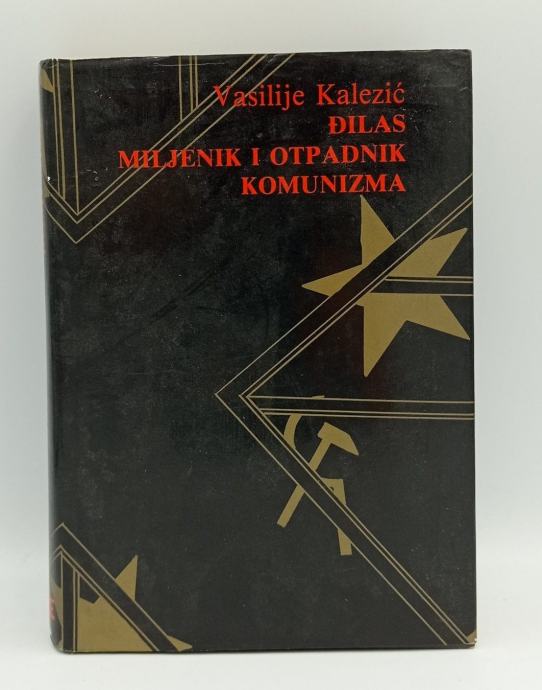 Vasilije Kalezić
ĐILAS
MILJENIK I OTPADNIK
KOMUNIZMA